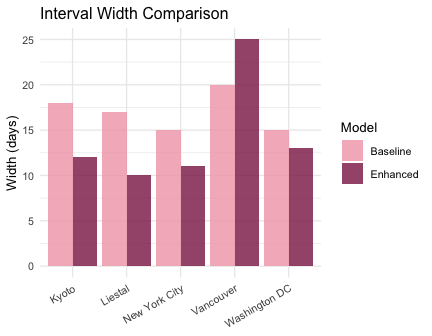 Interval Width Comparison
Width (days)
25
20
15
10
5
0
Kyoto
Liestal
New York City
Vancouver
Washington DC
Model
Baseline
Enhanced